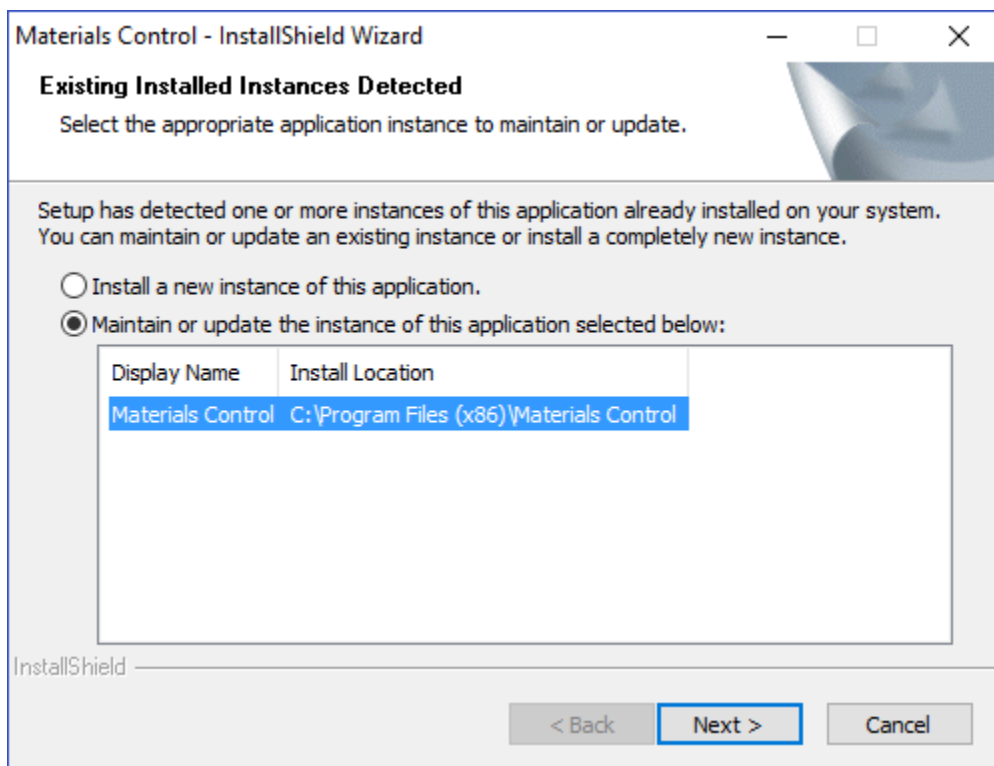 Materials Control - InstallShield Wizard
Existing Installed Instances Detected
Select the appropriate application instance to maintain or update.
Setup has detected one or more instances of this application already installed on your system.
You can maintain or update an existing instance or install a completely new instance.
Install a new instance of this application.
Maintain or update the instance of this application selected below:
Display Name Install Location
Materials Control C:\Program Files (x86)\Materials Control
InstallShield
< Back Next > Cancel